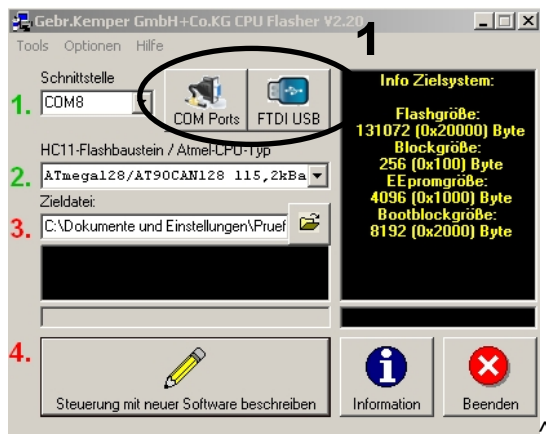 Gebr.Kemper GmbH+Co.KG CPU Flasher V2.20
1
Tools Optionen Hilfe
Schnittstelle
1.
COM8
COM Ports
FTDI USB
HC11-Flashbaustein / Atmel-CPU-Typ
2.
ATmega128/AT90CAN128 115,2kBa
Zieldatei:
3.
C:\Dokumente und Einstellungen\Pruef
Info Zielsystem:
Flashgröße:
131072 (0x20000) Byte
Blockgröße:
256 (0x100) Byte
EEpromgröße:
4096 (0x1000) Byte
Bootblockgröße:
8192 (0x2000) Byte
4.
Steuerung mit neuer Software beschreiben
Information
Beenden